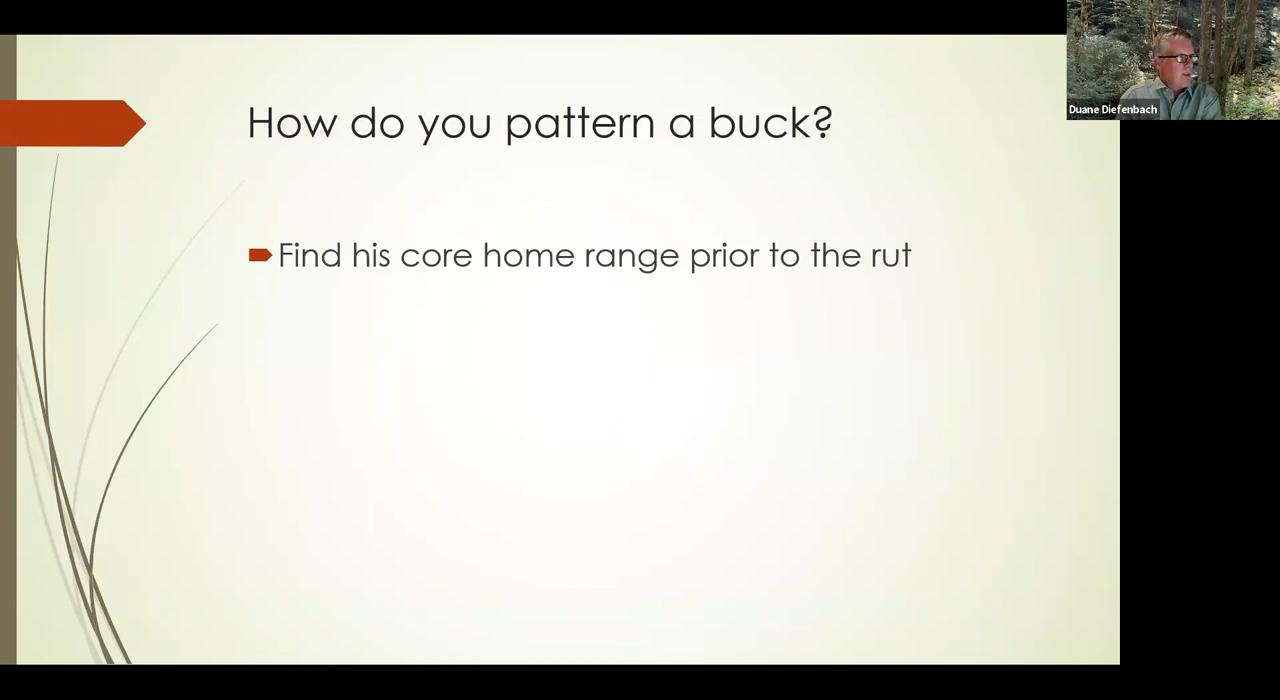 How do you pattern a buck?
Find his core home range prior to the rut
Duane Diefenbach